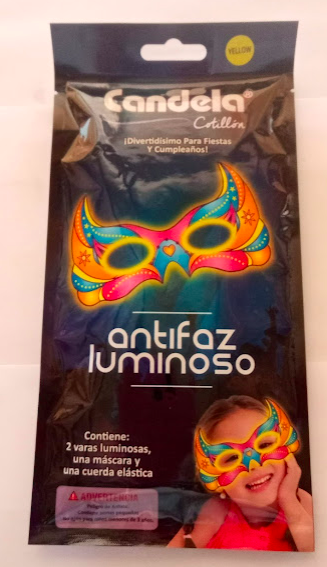 YELLOW
Candela®
Cotillón
¡Divertidísimo Para Fiestas
Y Cumpleaños!
antifaz
luminoso
Contiene:
2 varas luminosas,
una máscara y
una cuerda elástica
ADVERTENCIA